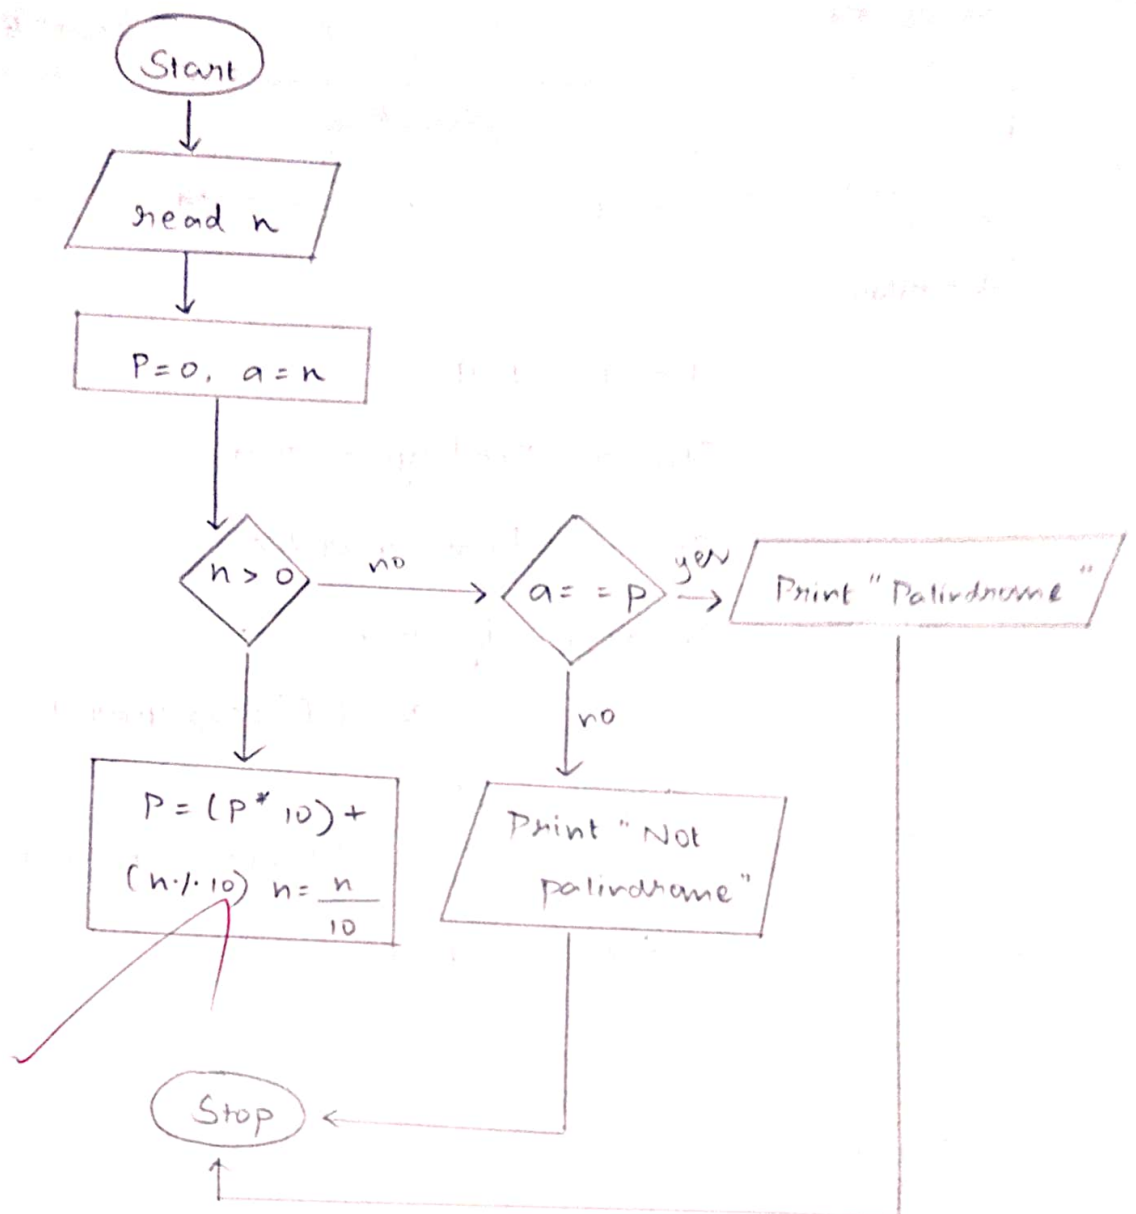 Start
read n
P=0, a=n
n > 0
no
a = = p
yes
Print "Palindrome"
no
P = (P * 10) +
(n % 10) n = n/10
Print "Not
palindrome"
Stop